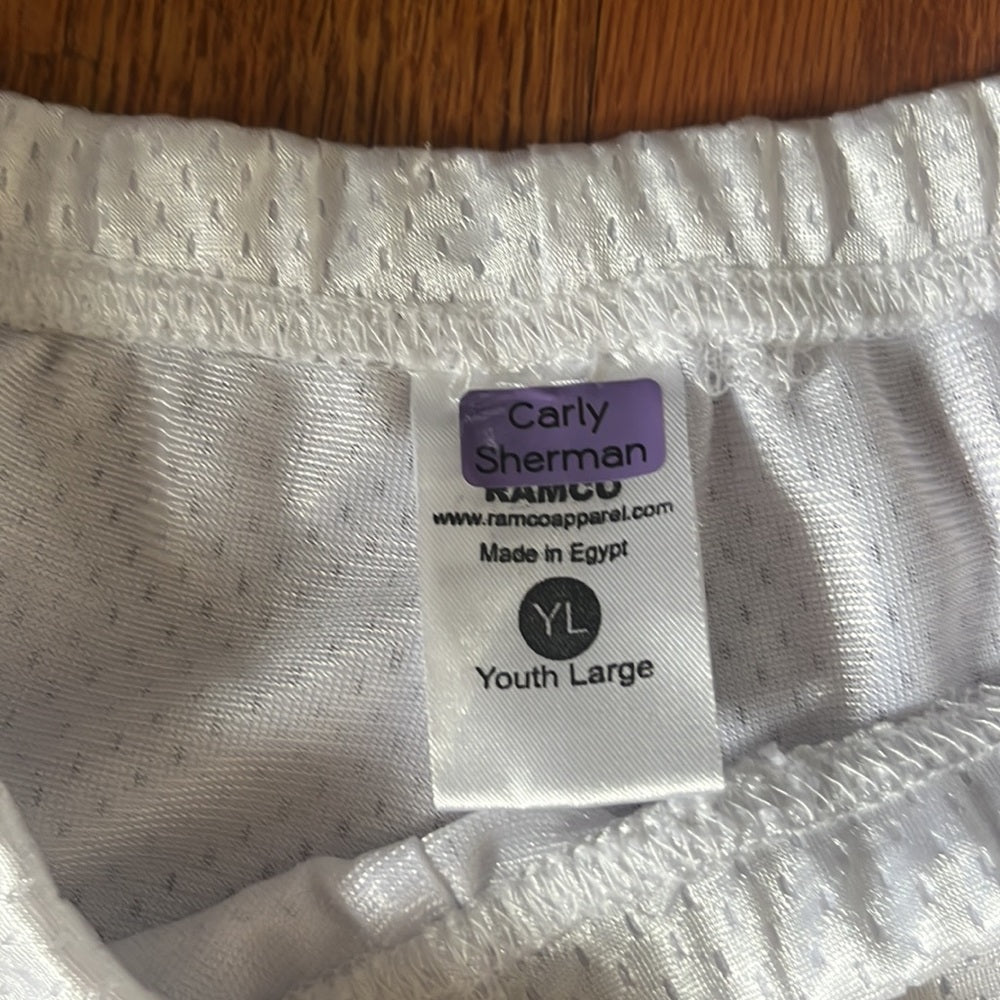 Carly
Sherman
RAMCO
www.ramcoapparel.com
Made in Egypt
YL
Youth Large